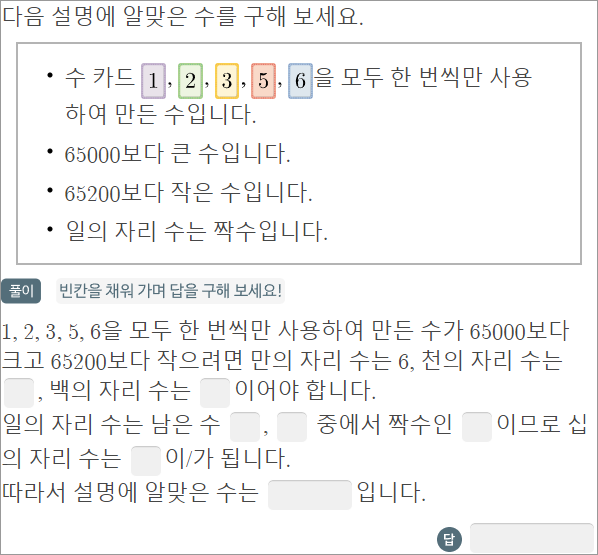 다음 설명에 알맞은 수를 구해 보세요.
• 수 카드 1, 2, 3, 5, 6을 모두 한 번씩만 사용
하여 만든 수입니다.
• 65000보다 큰 수입니다.
• 65200보다 작은 수입니다.
• 일의 자리 수는 짝수입니다.
풀이 빈칸을 채워 가며 답을 구해 보세요!
1, 2, 3, 5, 6을 모두 한 번씩만 사용하여 만든 수가 65000보다
크고 65200보다 작으려면 만의 자리 수는 6, 천의 자리 수는
, 백의 자리 수는 이어야 합니다.
일의 자리 수는 남은 수 , 중에서 짝수인 이므로 십
의 자리 수는 이/가 됩니다.
따라서 설명에 알맞은 수는 입니다.
답